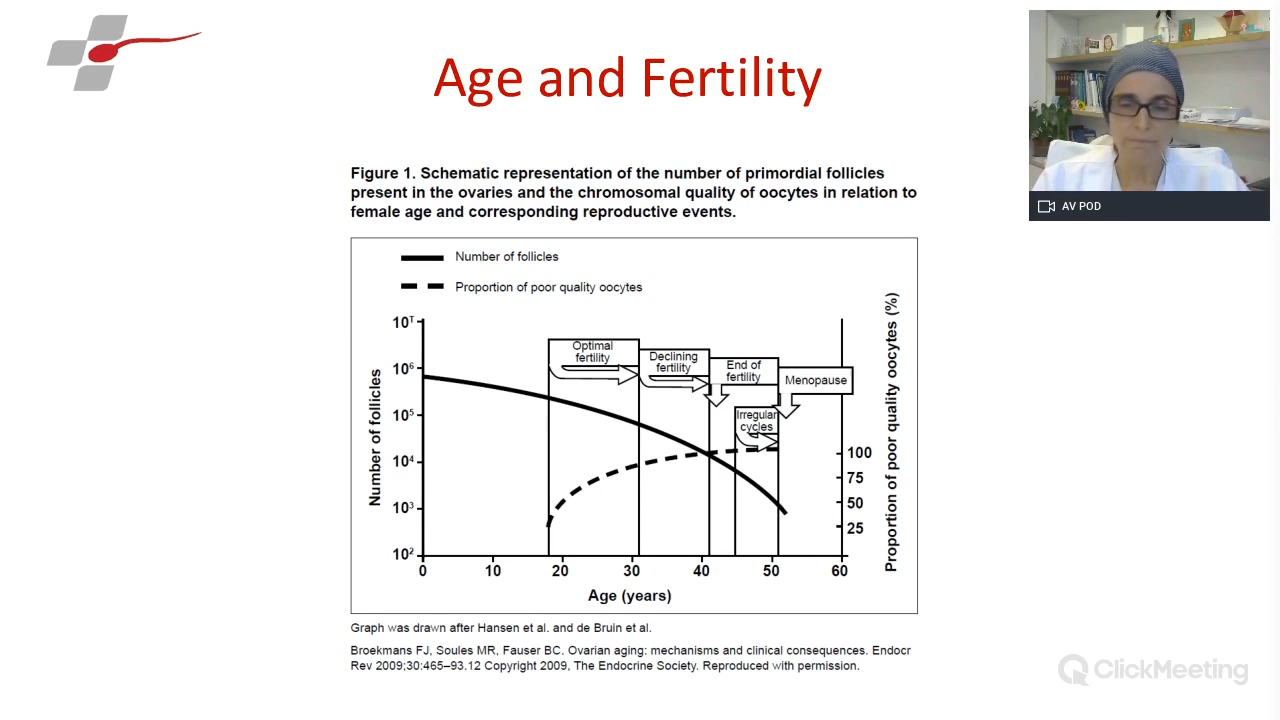 Age and Fertility
AV POD
Figure 1. Schematic representation of the number of primordial follicles
present in the ovaries and the chromosomal quality of oocytes in relation to
female age and corresponding reproductive events.
Number of follicles
Proportion of poor quality oocytes
Number of follicles
10ᵀ
10⁶
10⁵
10⁴
10³
10²
Optimal
fertility
Declining
fertility
End of
fertility
Menopause
Irregular
cycles
100
75
50
25
Proportion of poor quality oocytes (%)
0 10 20 30 40 50 60
Age (years)
Graph was drawn after Hansen et al. and de Bruin et al.
Broekmans FJ, Soules MR, Fauser BC. Ovarian aging: mechanisms and clinical consequences. Endocr
Rev 2009;30:465–93.12 Copyright 2009, The Endocrine Society. Reproduced with permission.
ClickMeeting